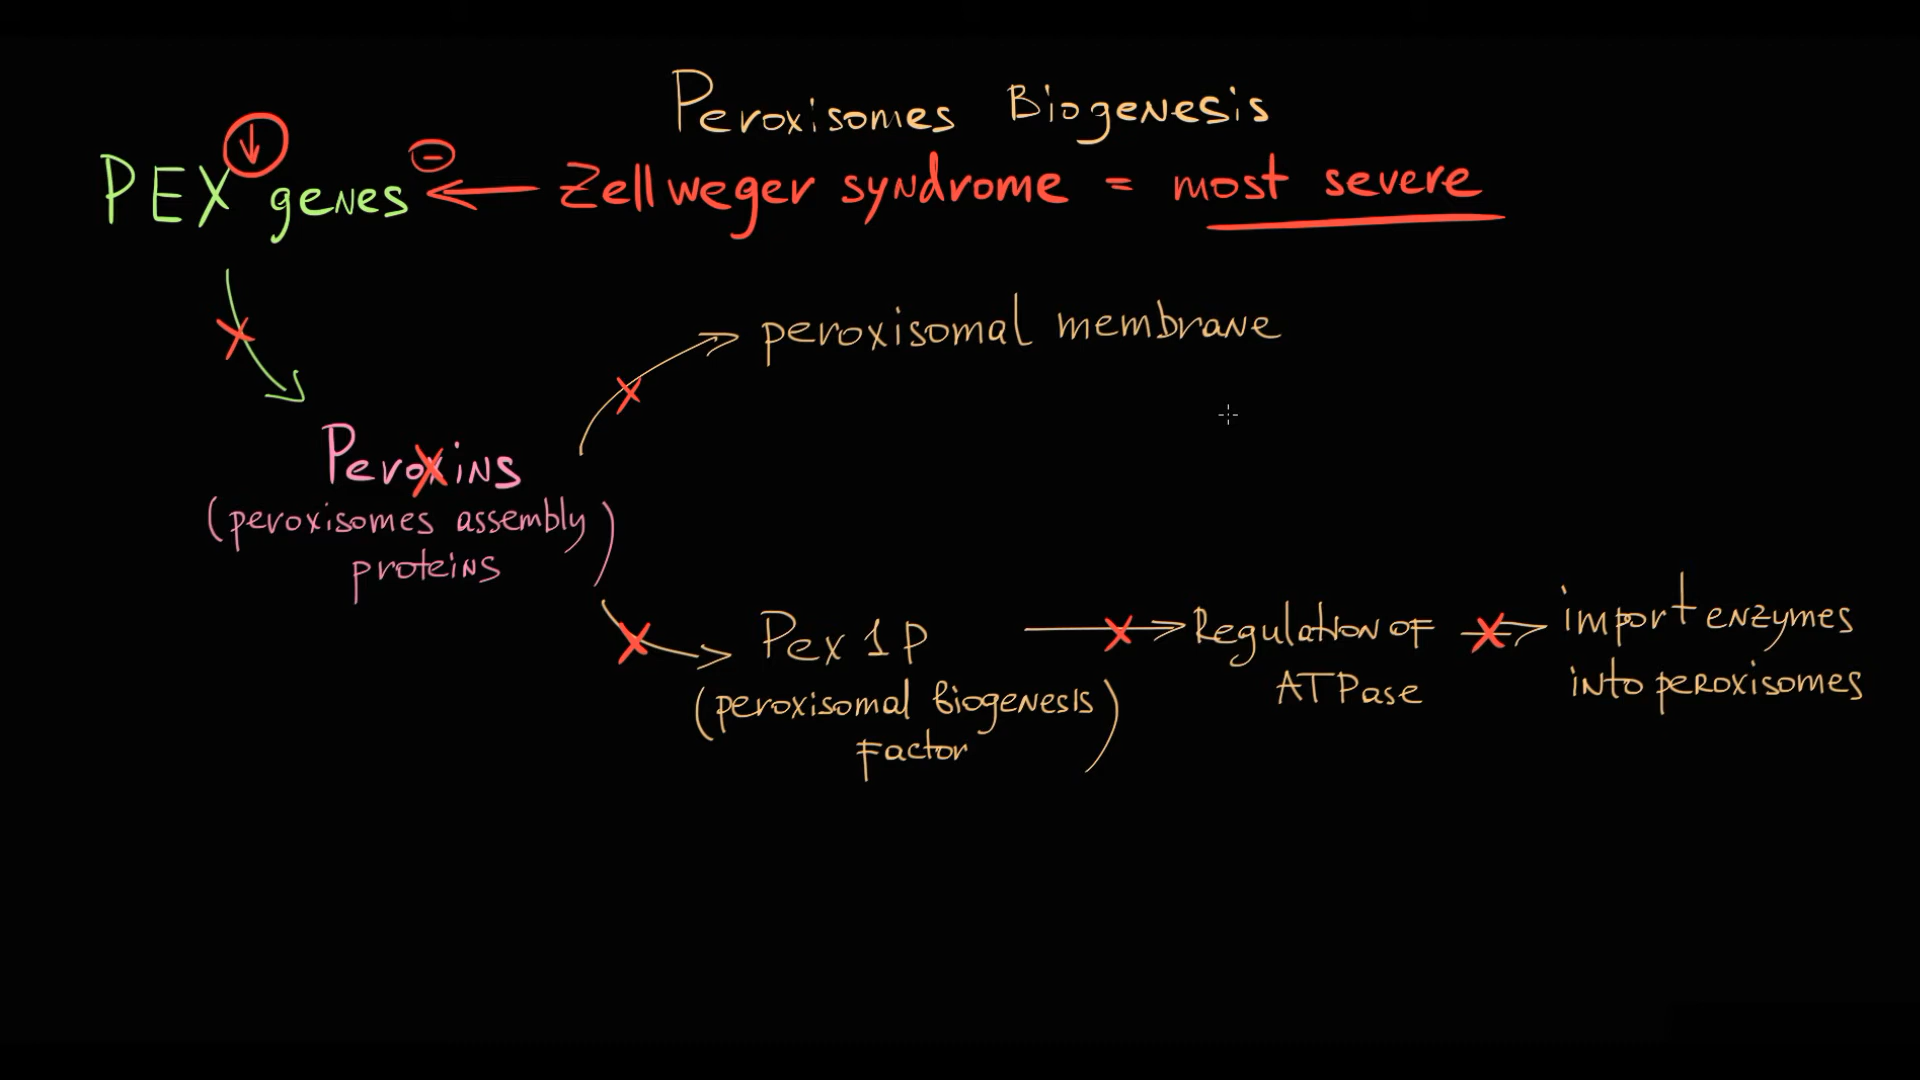 Peroxisomes Biogenesis
PEX genes ← Zellweger syndrome = most severe
peroxisomal membrane
Peroxins
(peroxisomes assembly
proteins)
Pex 1p
(peroxisomal biogenesis
factor)
Regulation of
ATPase
import enzymes
into peroxisomes